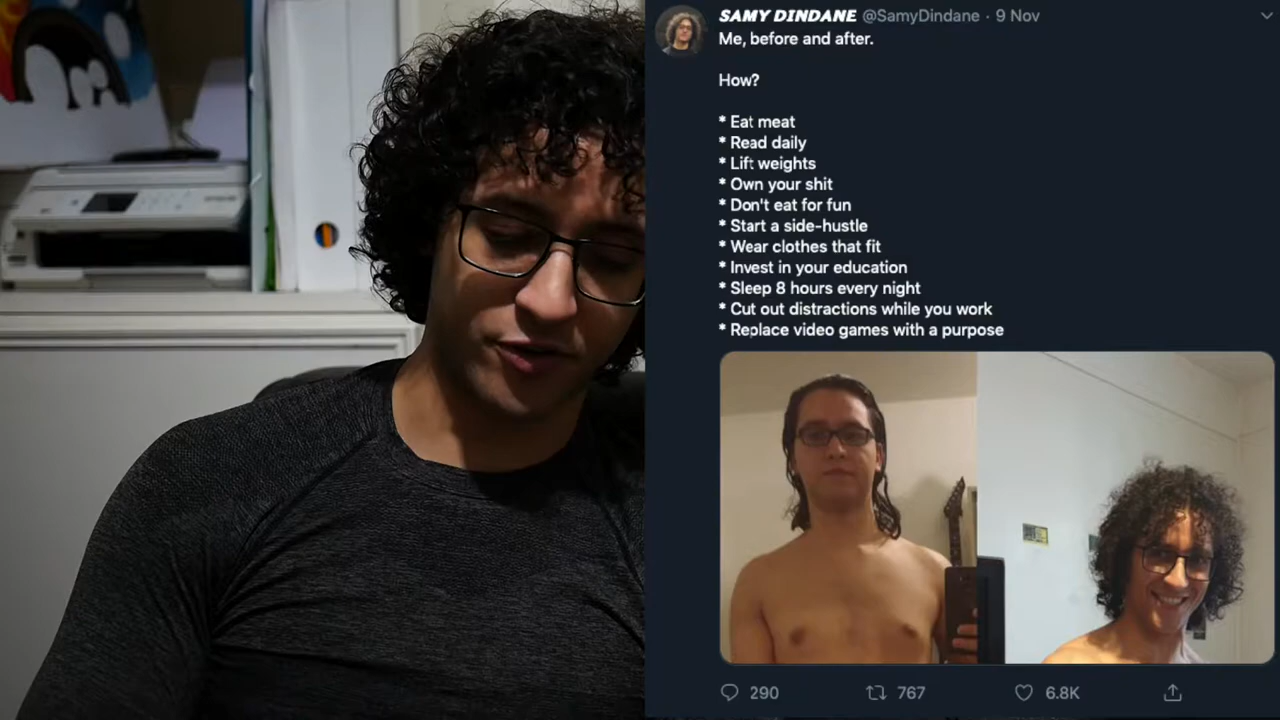 SAMY DINDANE @SamyDindane · 9 Nov
Me, before and after.
How?
* Eat meat
* Read daily
* Lift weights
* Own your shit
* Don't eat for fun
* Start a side-hustle
* Wear clothes that fit
* Invest in your education
* Sleep 8 hours every night
* Cut out distractions while you work
* Replace video games with a purpose
290 767 6.8K